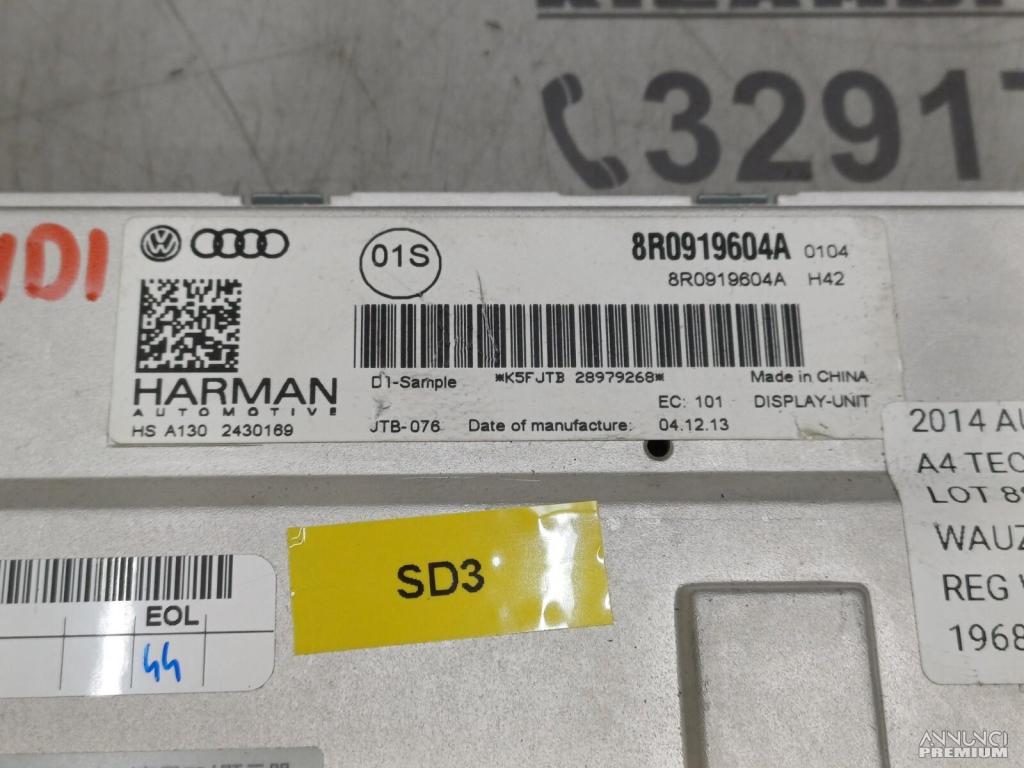 32917
8R0919604A 0104
8R0919604A H42
01S
HARMAN
AUTOMOTIVE
HS A130 2430169
D1-Sample *K5FJTB 28979268* Made in CHINA
EC: 101 DISPLAY-UNIT
JTB-076 Date of manufacture: 04.12.13
2014 AU
A4 TEC
LOT 8
WAUZ
REG
1968
SD3
EOL
44
ANNUNCI
PREMIUM